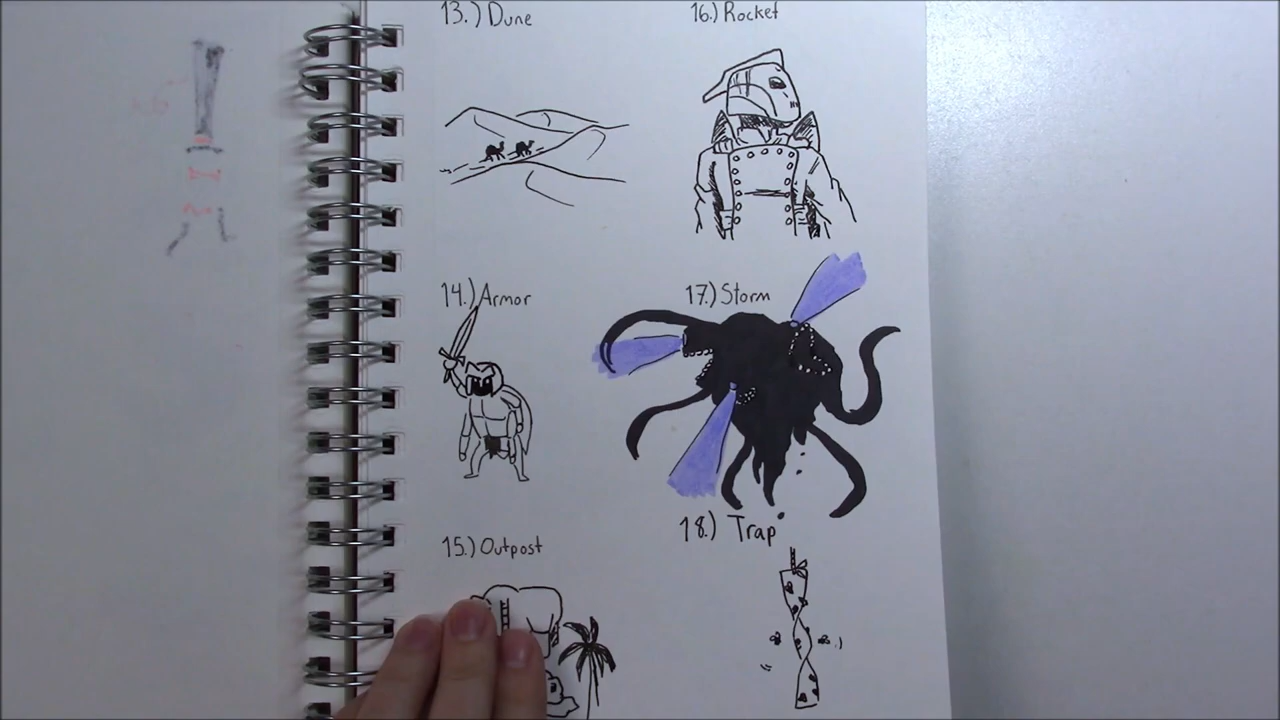 13.) Dune
14.) Armor
15.) Outpost
16.) Rocket
17.) Storm
18.) Trap